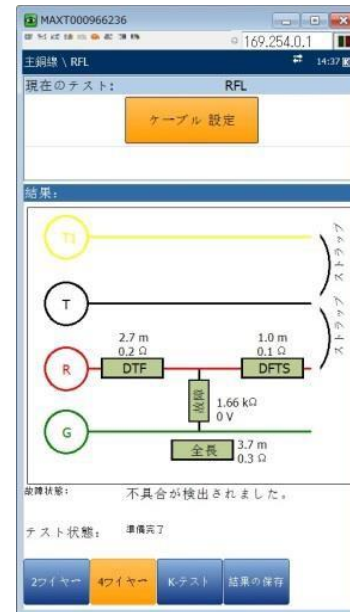 MAXT000966236
169.254.0.1
主銅線 \ RFL
14:37
現在のテスト: RFL
ケーブル 設定
結果:
T1
ストラップ
T
ストラップ
2.7 m
0.2 Ω
DTF
1.0 m
0.1 Ω
DFTS
R
故障
1.66 kΩ
0 V
G
全長
3.7 m
0.3 Ω
故障状態: 不具合が検出されました。
テスト状態: 準備完了
2ワイヤー 4ワイヤー K-テスト 結果の保存